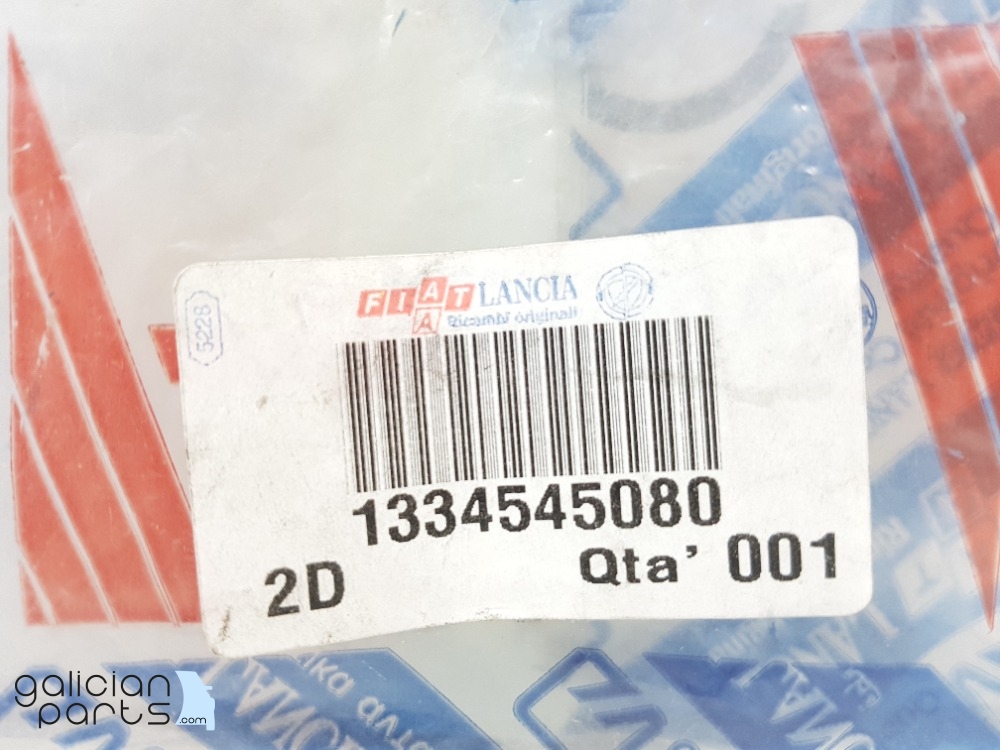 5228
FIAT LANCIA
A Ricambi originali
1334545080
2D
Qta' 001
galician
parts.com